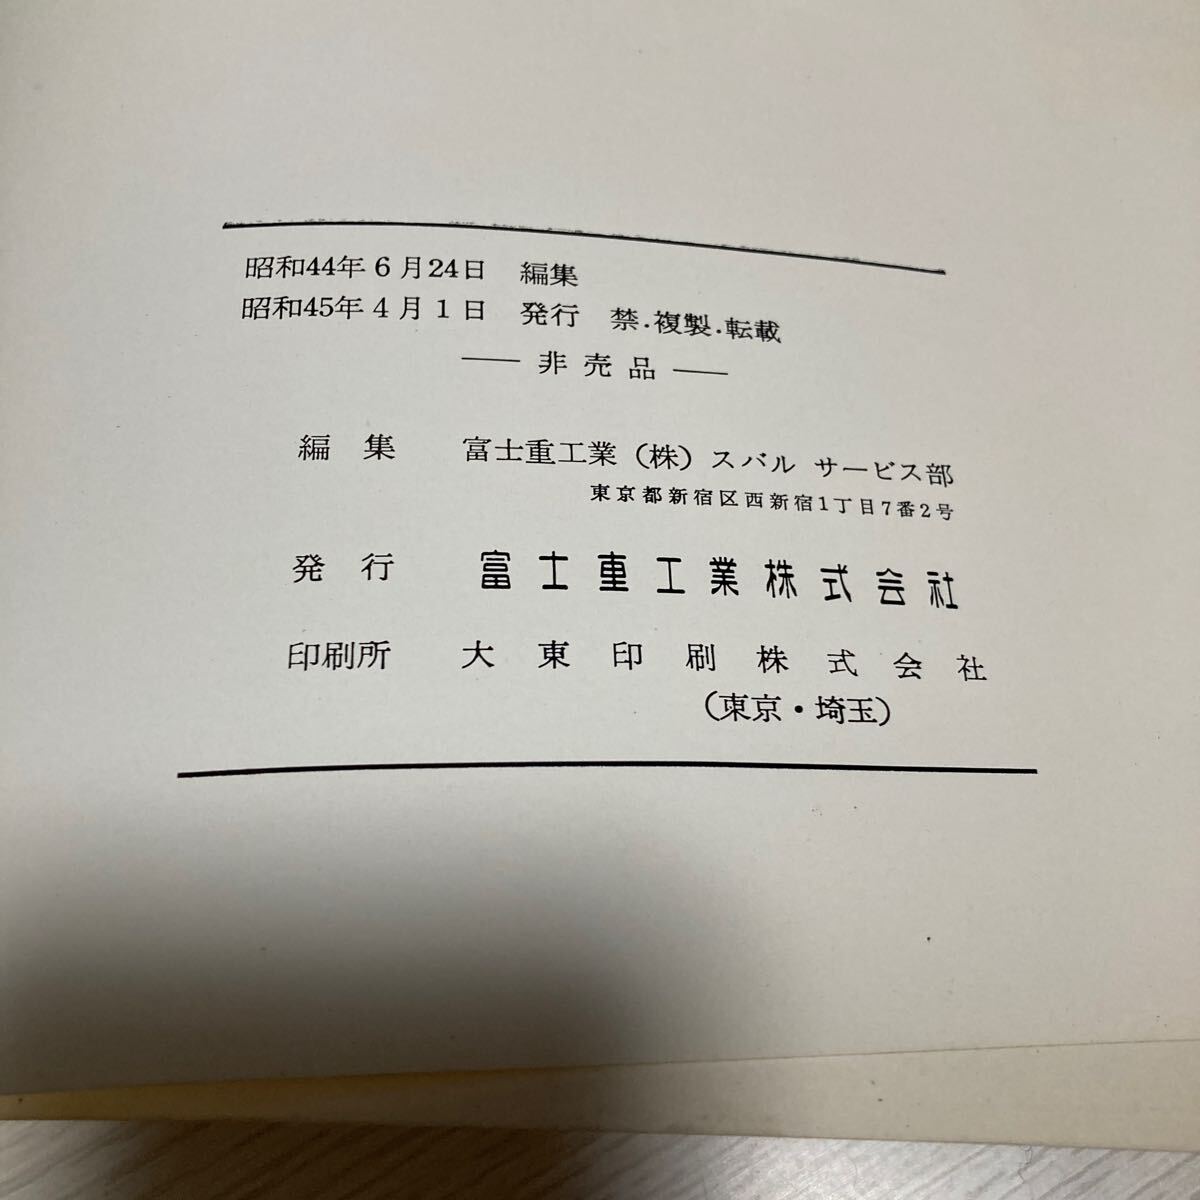 昭和44年6月24日 編集
昭和45年4月1日 発行 禁・複製・転載
── 非売品 ──
編集 富士重工業（株）スバル サービス部
東京都新宿区西新宿1丁目7番2号
発行 富士重工業株式会社
印刷所 大東印刷株式会社
（東京・埼玉）